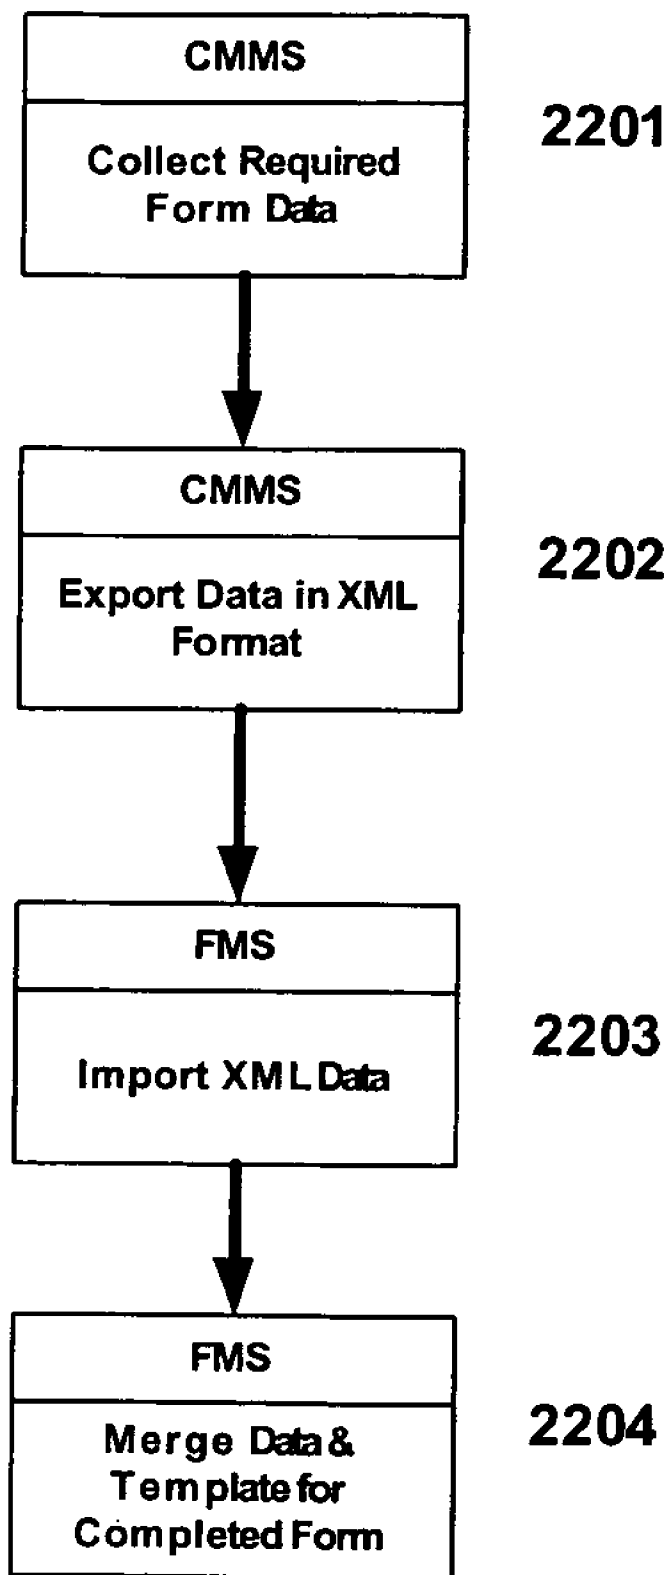 CMMS
2201
Collect Required
Form Data
CMMS
2202
Export Data in XML
Format
FMS
2203
Import XML Data
FMS
2204
Merge Data &
Template for
Completed Form